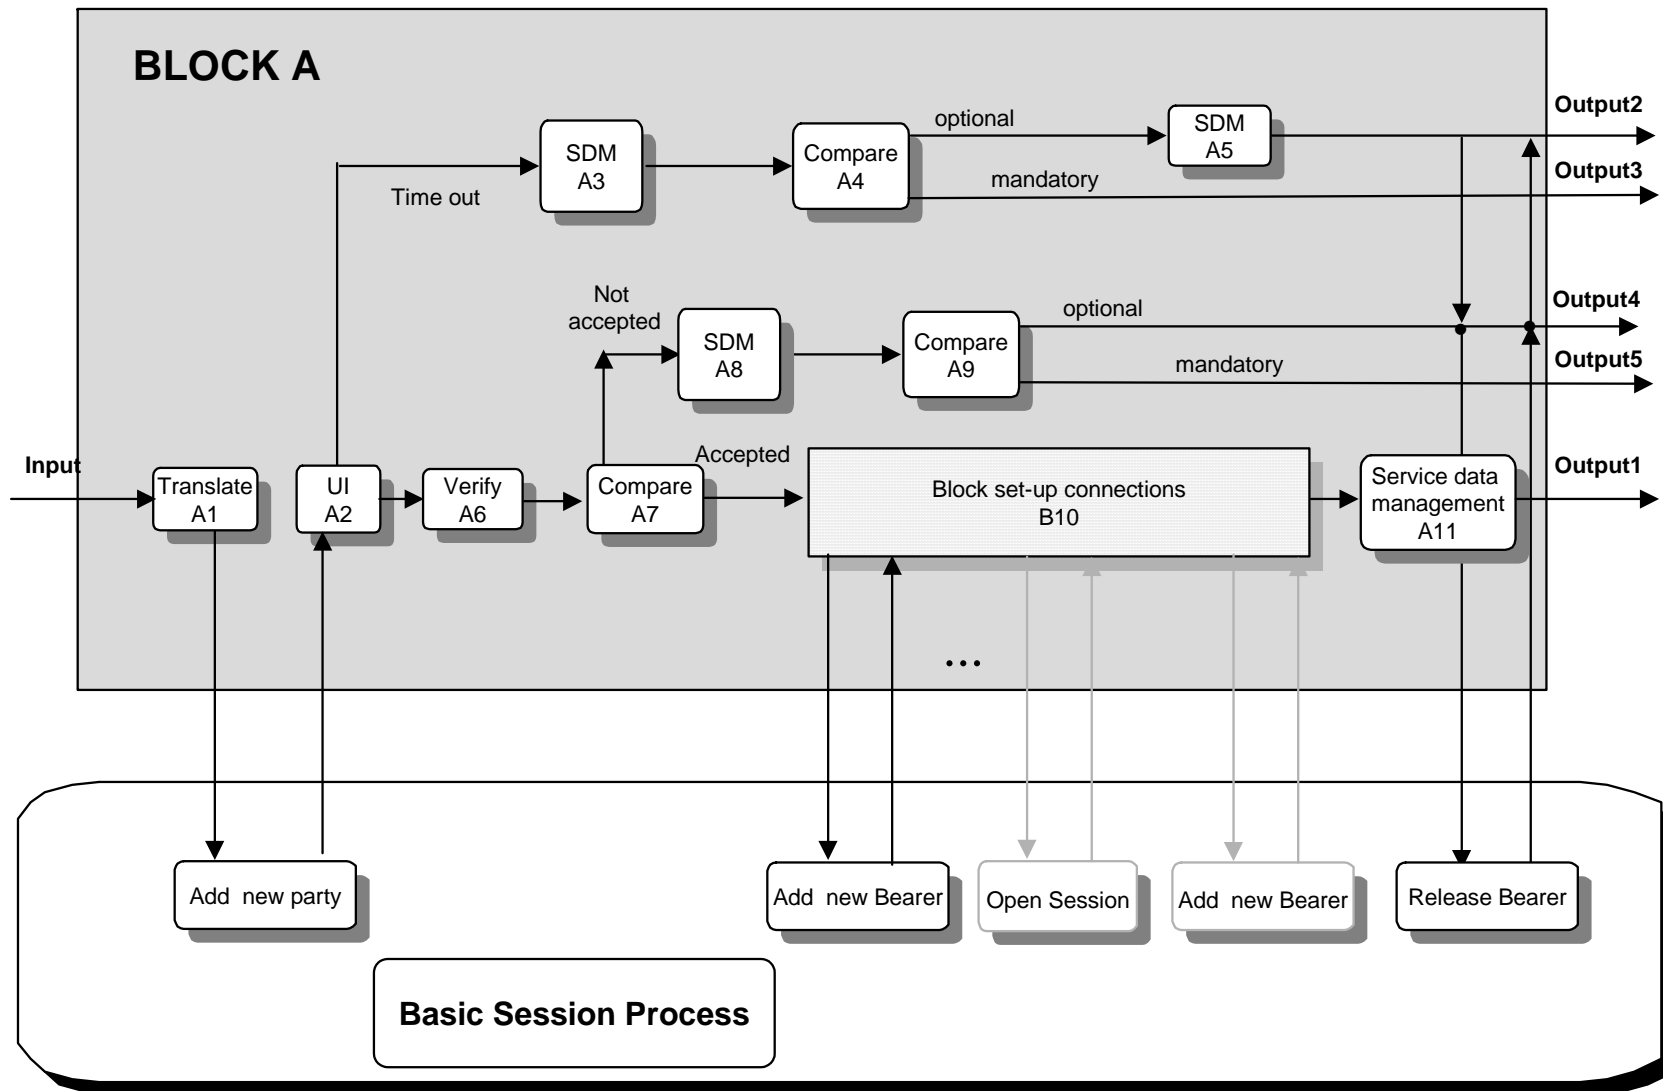 BLOCK A
Output2
optional
SDM
A5
SDM
A3
Compare
A4
Output3
mandatory
Time out
Not
accepted
Output4
optional
SDM
A8
Compare
A9
Output5
mandatory
Input
Accepted
Output1
Translate
A1
UI
A2
Verify
A6
Compare
A7
Block set-up connections
B10
Service data
management
A11
...
Add new party
Add new Bearer
Open Session
Add new Bearer
Release Bearer
Basic Session Process